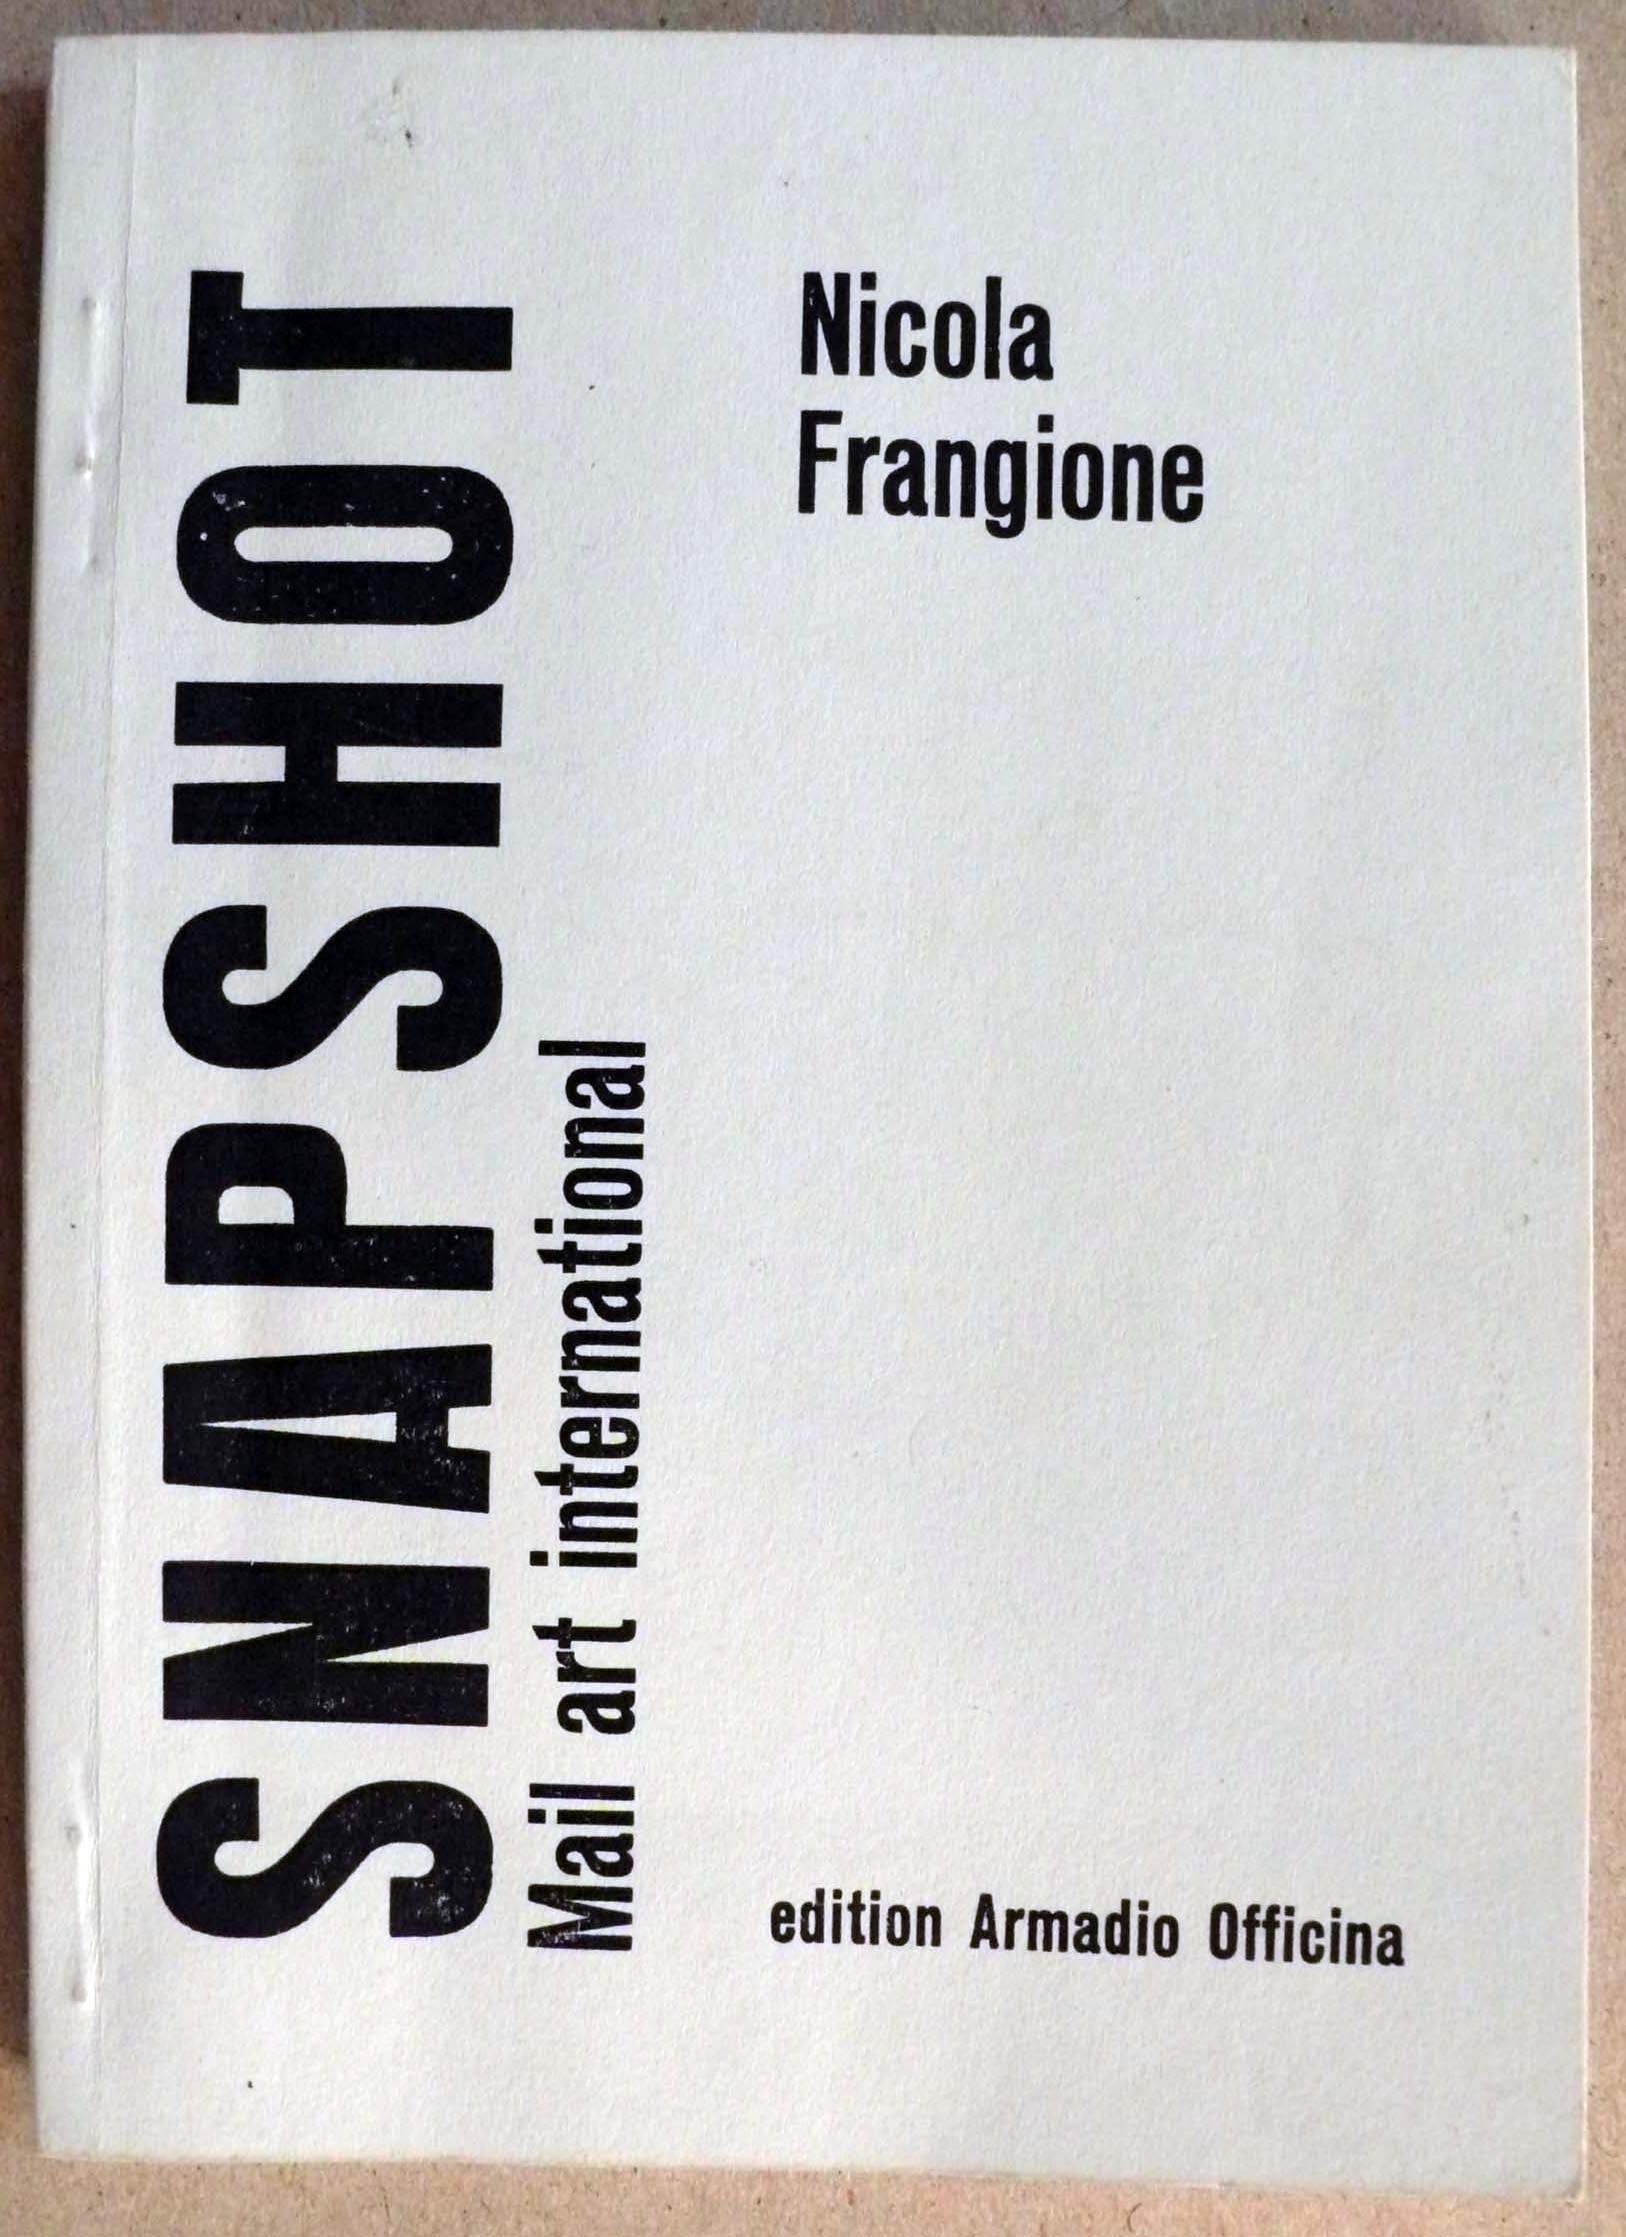 SNAPSHOT
Mail art international
Nicola
Frangione
edition Armadio Officina